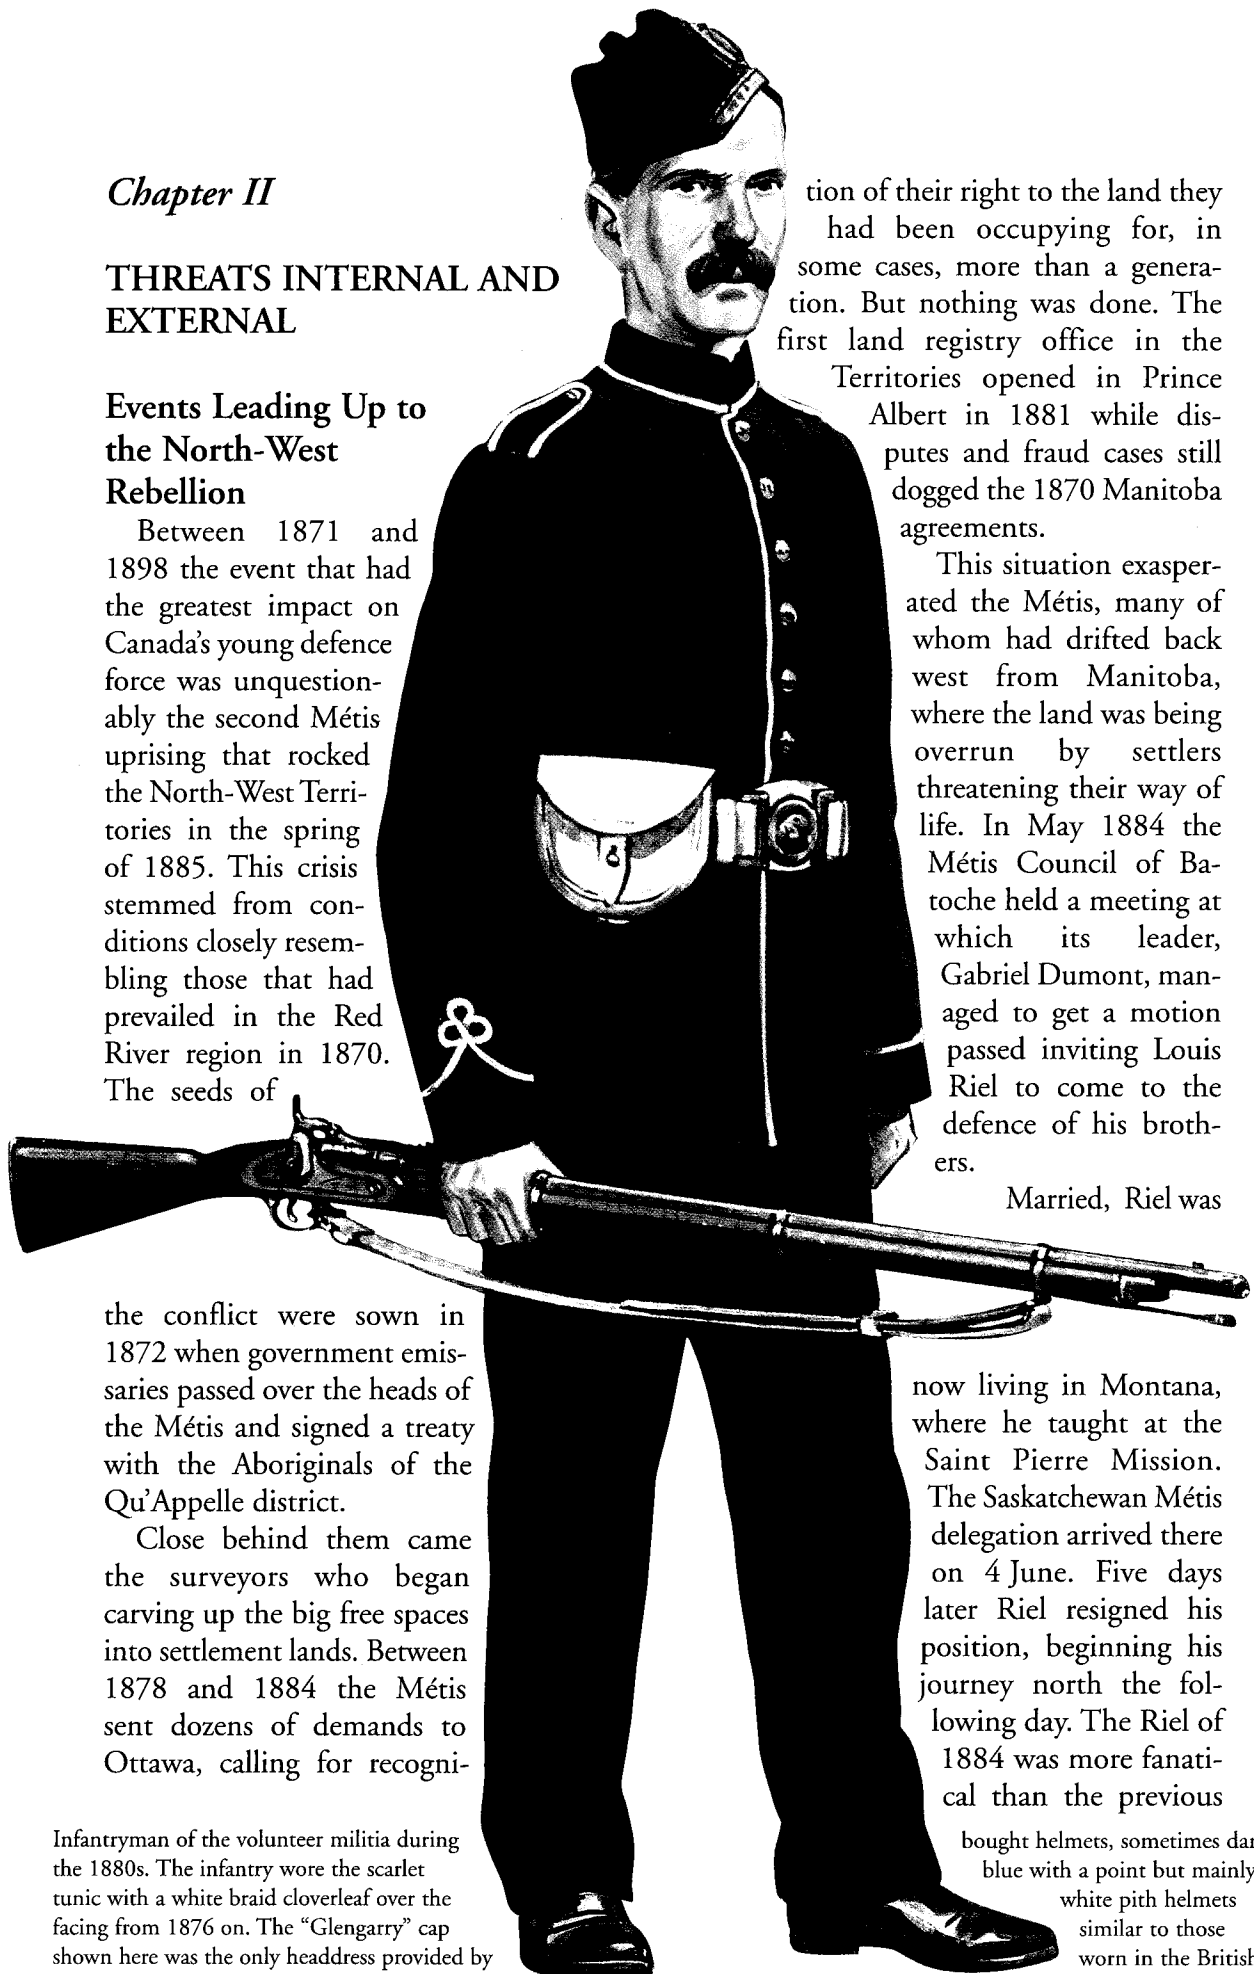 Chapter II
THREATS INTERNAL AND
EXTERNAL
Events Leading Up to
the North-West
Rebellion
Between 1871 and
1898 the event that had
the greatest impact on
Canada's young defence
force was unquestion-
ably the second Métis
uprising that rocked
the North-West Terri-
tories in the spring
of 1885. This crisis
stemmed from con-
ditions closely resem-
bling those that had
prevailed in the Red
River region in 1870.
The seeds of
the conflict were sown in
1872 when government emis-
saries passed over the heads of
the Métis and signed a treaty
with the Aboriginals of the
Qu'Appelle district.
Close behind them came
the surveyors who began
carving up the big free spaces
into settlement lands. Between
1878 and 1884 the Métis
sent dozens of demands to
Ottawa, calling for recogni-
tion of their right to the land they
had been occupying for, in
some cases, more than a genera-
tion. But nothing was done. The
first land registry office in the
Territories opened in Prince
Albert in 1881 while dis-
putes and fraud cases still
dogged the 1870 Manitoba
agreements.
This situation exasper-
ated the Métis, many of
whom had drifted back
west from Manitoba,
where the land was being
overrun by settlers
threatening their way of
life. In May 1884 the
Métis Council of Ba-
toche held a meeting at
which its leader,
Gabriel Dumont, man-
aged to get a motion
passed inviting Louis
Riel to come to the
defence of his broth-
ers.
Married, Riel was
now living in Montana,
where he taught at the
Saint Pierre Mission.
The Saskatchewan Métis
delegation arrived there
on 4 June. Five days
later Riel resigned his
position, beginning his
journey north the fol-
lowing day. The Riel of
1884 was more fanati-
cal than the previous
Infantryman of the volunteer militia during
the 1880s. The infantry wore the scarlet
tunic with a white braid cloverleaf over the
facing from 1876 on. The "Glengarry" cap
shown here was the only headdress provided by
bought helmets, sometimes dar
blue with a point but mainly
white pith helmets
similar to those
worn in the British